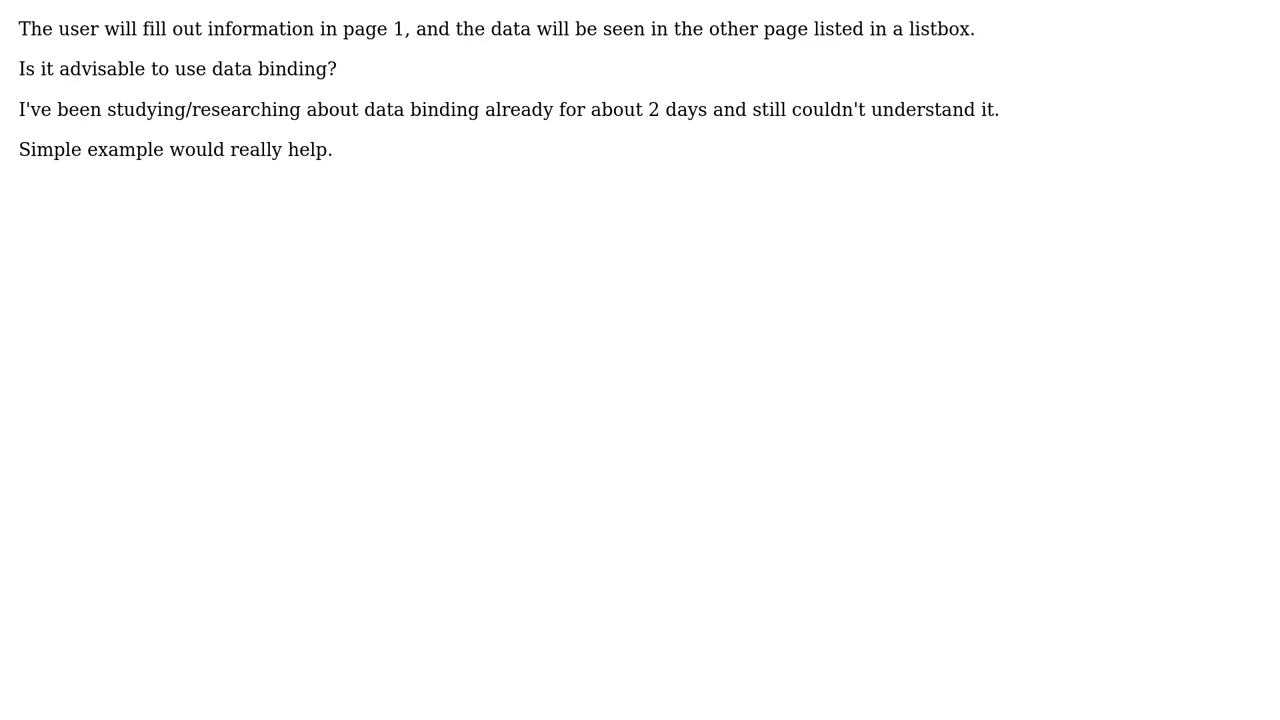 The user will fill out information in page 1, and the data will be seen in the other page listed in a listbox.
Is it advisable to use data binding?
I've been studying/researching about data binding already for about 2 days and still couldn't understand it.
Simple example would really help.